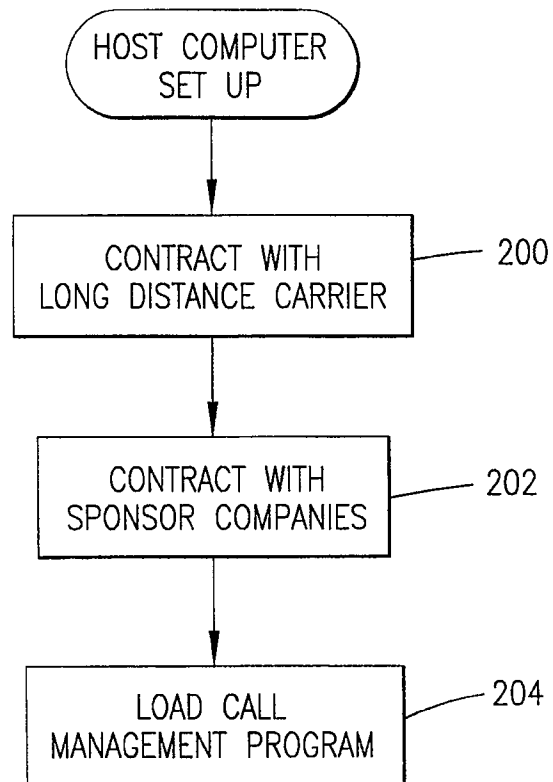 HOST COMPUTER
SET UP
CONTRACT WITH
LONG DISTANCE CARRIER
200
CONTRACT WITH
SPONSOR COMPANIES
202
LOAD CALL
MANAGEMENT PROGRAM
204